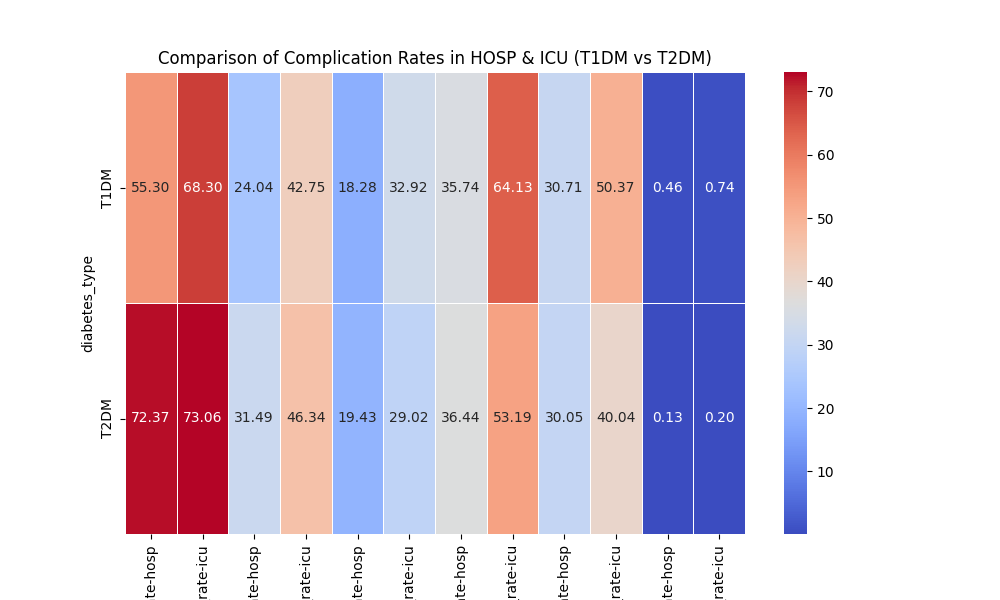 Comparison of Complication Rates in HOSP & ICU (T1DM vs T2DM)
diabetes_type
T1DM
55.30 68.30 24.04 42.75 18.28 32.92 35.74 64.13 30.71 50.37 0.46 0.74
T2DM
72.37 73.06 31.49 46.34 19.43 29.02 36.44 53.19 30.05 40.04 0.13 0.20
70
60
50
40
30
20
10
te-hosp
rate-icu
te-hosp
rate-icu
te-hosp
rate-icu
te-hosp
rate-icu
te-hosp
rate-icu
te-hosp
rate-icu